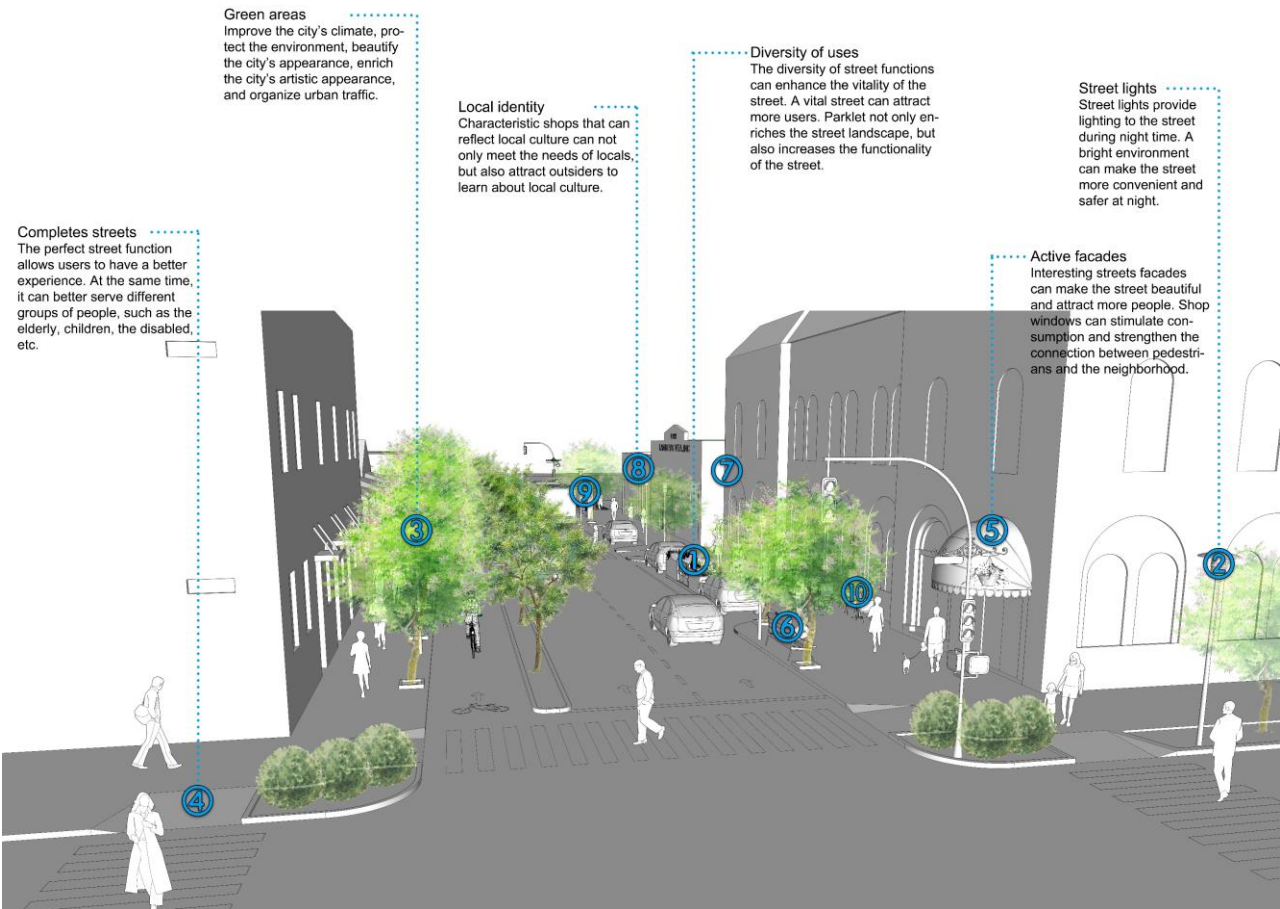 Green areas
Improve the city's climate, pro-
tect the environment, beautify
the city's appearance, enrich
the city's artistic appearance,
and organize urban traffic.
Local identity
Characteristic shops that can
reflect local culture can not
only meet the needs of locals,
but also attract outsiders to
learn about local culture.
Diversity of uses
The diversity of street functions
can enhance the vitality of the
street. A vital street can attract
more users. Parklet not only en-
riches the street landscape, but
also increases the functionality
of the street.
Street lights
Street lights provide
lighting to the street
during night time. A
bright environment
can make the street
more convenient and
safer at night.
Completes streets
The perfect street function
allows users to have a better
experience. At the same time,
it can better serve different
groups of people, such as the
elderly, children, the disabled,
etc.
Active facades
Interesting streets facades
can make the street beautiful
and attract more people. Shop
windows can stimulate con-
sumption and strengthen the
connection between pedestri-
ans and the neighborhood.
8
7
9
3
5
1
2
10
6
4